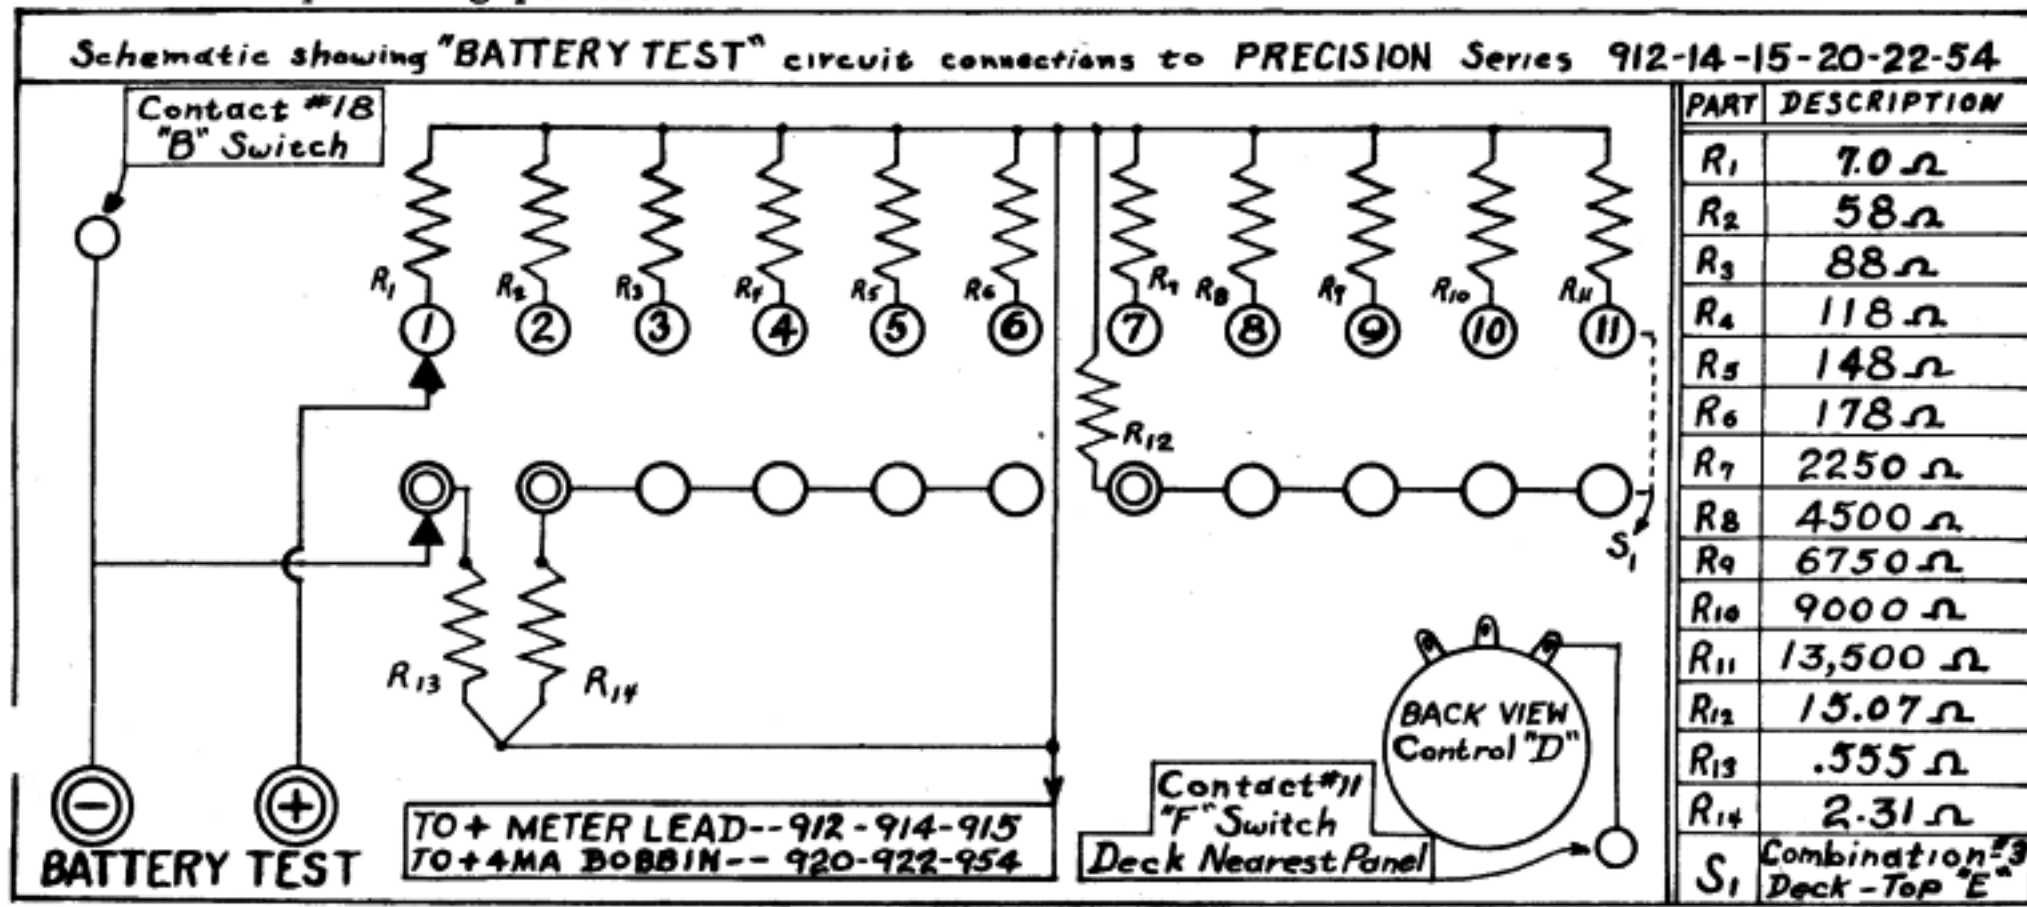 Schematic showing "BATTERY TEST" circuit connections to PRECISION Series 912-14-15-20-22-54
Contact #18
"B" Switch
R1
R2
R3
R4
R5
R6
R7
R8
R9
R10
R11
1
2
3
4
5
6
7
8
9
10
11
R12
S1
R13
R14
BACK VIEW
Control "D"
Contact #11
"F" Switch
Deck Nearest Panel
−
+
BATTERY TEST
TO + METER LEAD--912-914-915
TO+4MA BOBBIN--920-922-954
PART DESCRIPTION
R1 7.0 Ω
R2 58 Ω
R3 88 Ω
R4 118 Ω
R5 148 Ω
R6 178 Ω
R7 2250 Ω
R8 4500 Ω
R9 6750 Ω
R10 9000 Ω
R11 13,500 Ω
R12 15.07 Ω
R13 .555 Ω
R14 2.31 Ω
S1 Combination #3
Deck - Top "E"